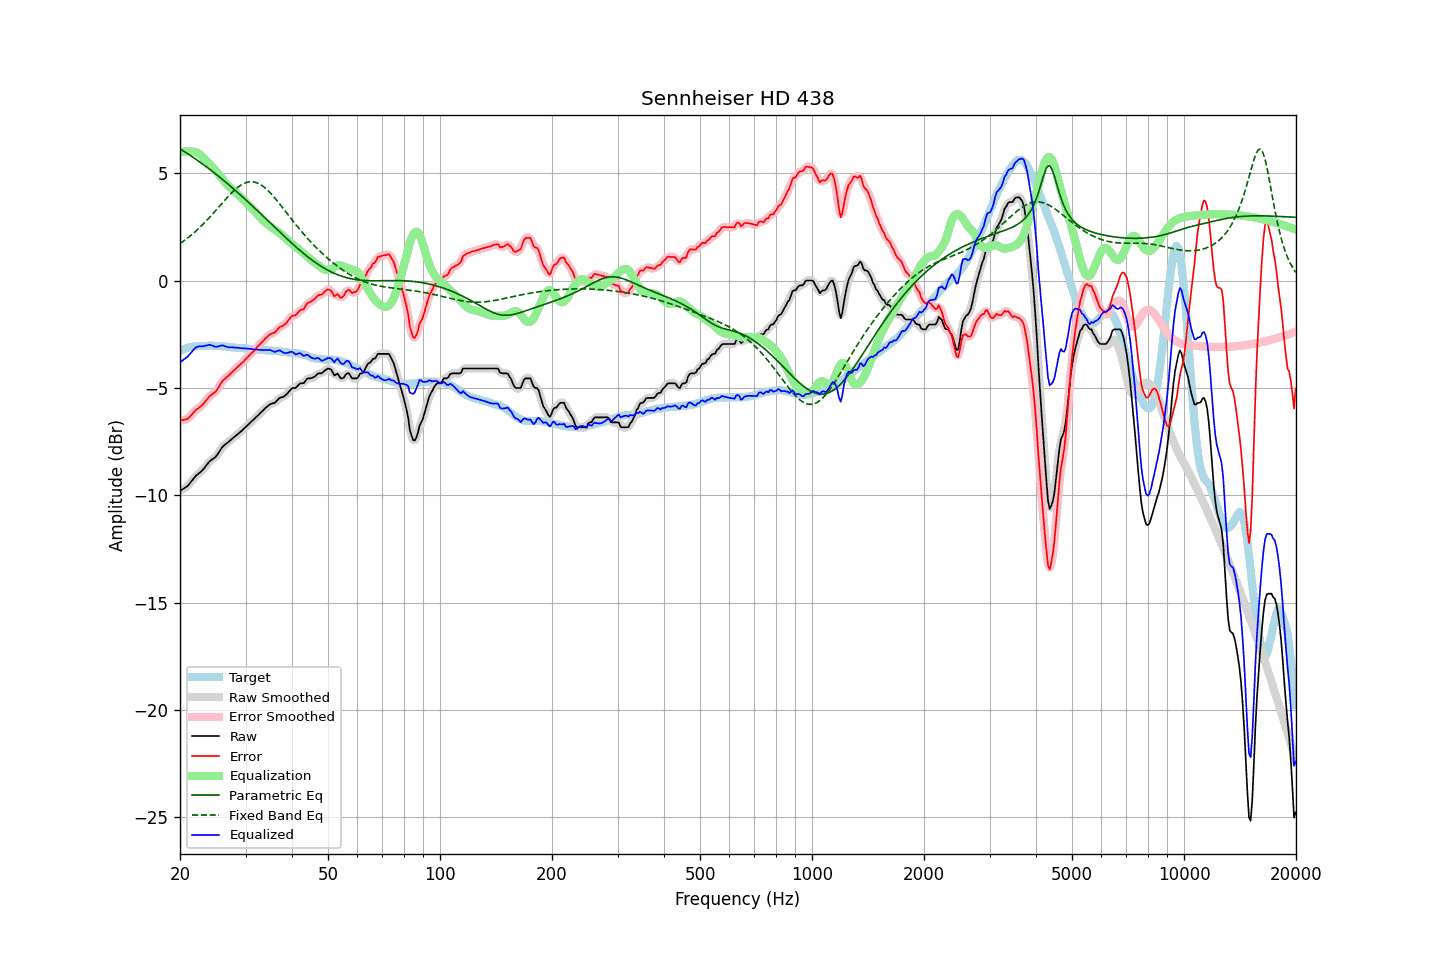 Sennheiser HD 438
Amplitude (dBr)
5
0
−5
−10
−15
−20
−25
Target
Raw Smoothed
Error Smoothed
Raw
Error
Equalization
Parametric Eq
Fixed Band Eq
Equalized
20 50 100 200 500 1000 2000 5000 10000 20000
Frequency (Hz)